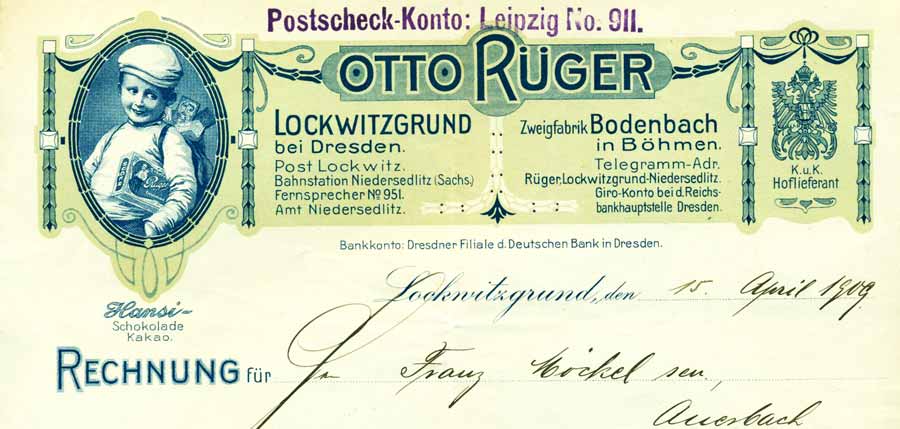 Postscheck-Konto: Leipzig No. 911.
OTTO RÜGER
LOCKWITZGRUND
bei Dresden.
Post Lockwitz.
Bahnstation Niedersedlitz (Sachs.)
Fernsprecher No 951.
Amt Niedersedlitz.
Zweigfabrik Bodenbach
in Böhmen.
Telegramm-Adr.
Rüger, Lockwitzgrund-Niedersedlitz.
Giro-Konto bei d. Reichs-
bankhauptstelle Dresden.
K.u.K.
Hoflieferant
Rüger
Bankkonto: Dresdner Filiale d. Deutschen Bank in Dresden.
Hansi-
Schokolade
Kakao.
Lockwitzgrund, den 15. April 1909.
RECHNUNG für Franz Möckel sen.,
Auerbach